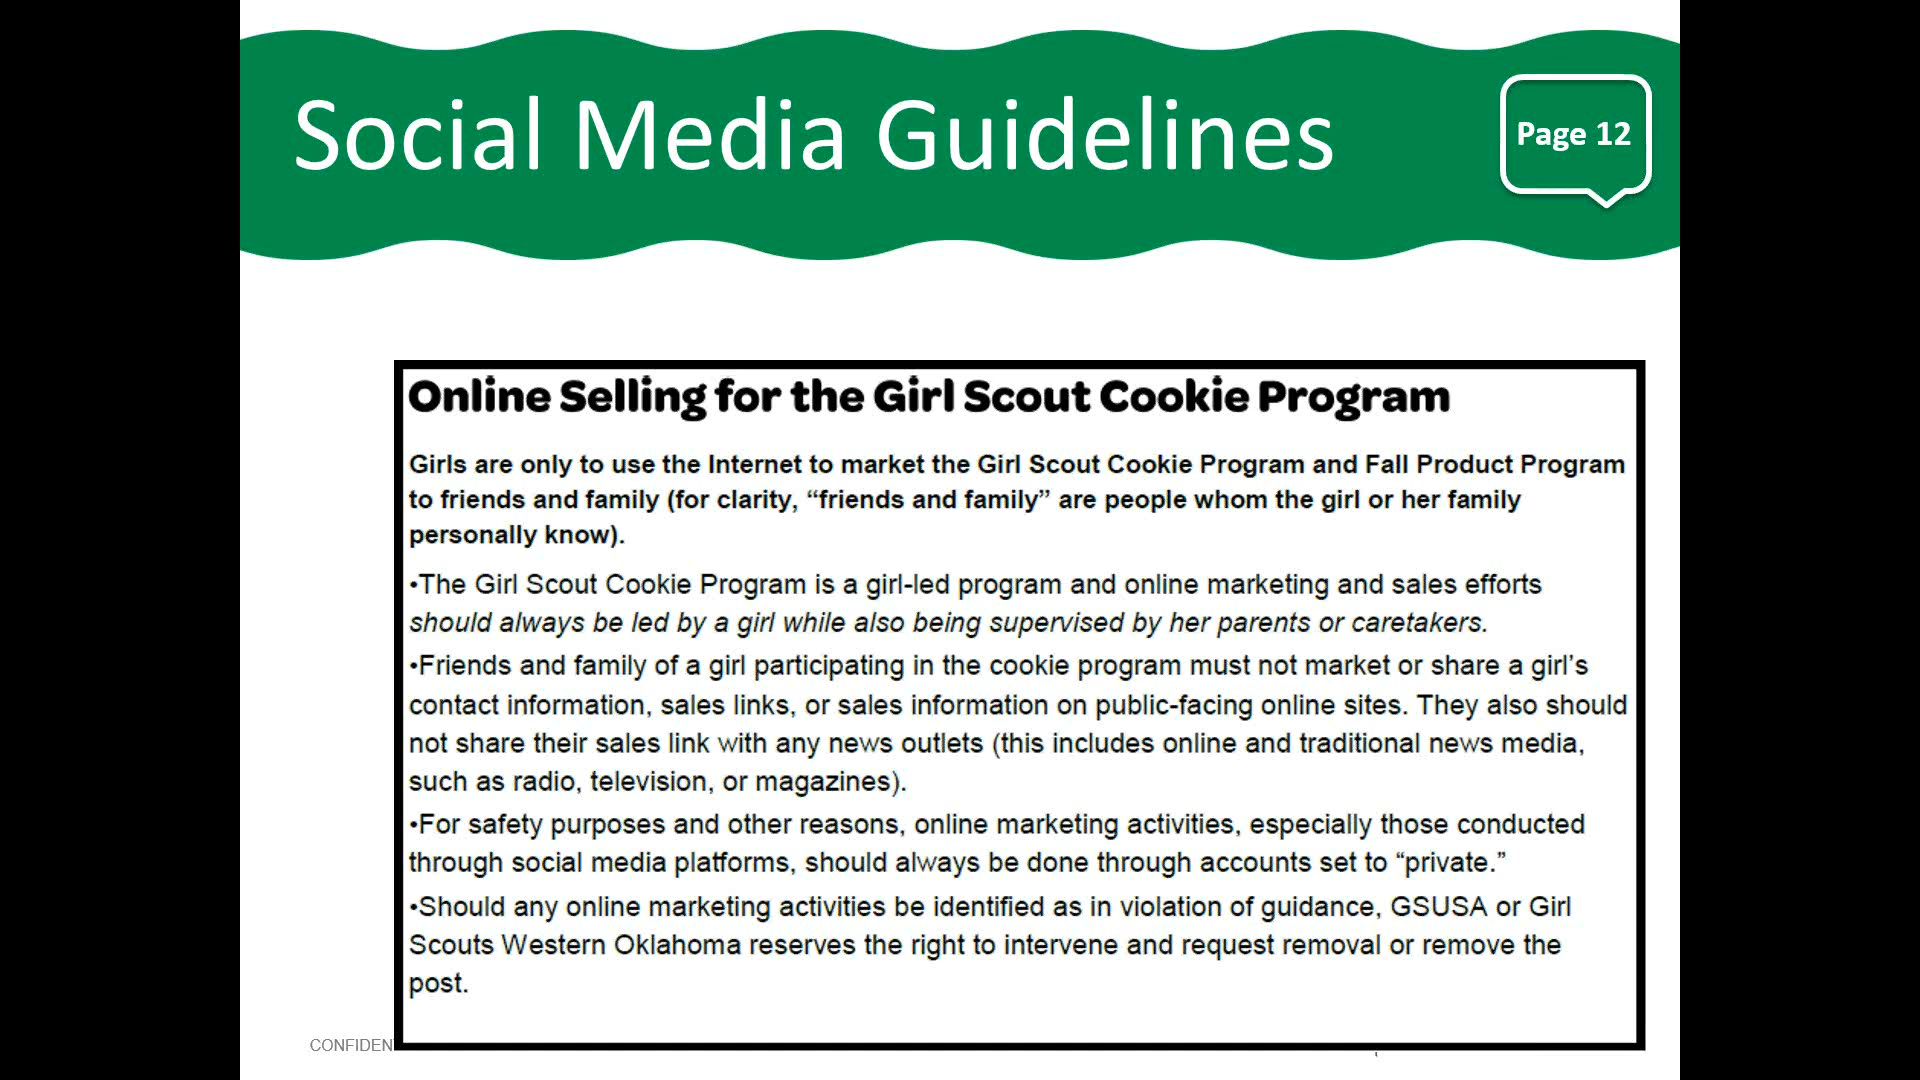 Social Media Guidelines
Page 12
Online Selling for the Girl Scout Cookie Program
Girls are only to use the Internet to market the Girl Scout Cookie Program and Fall Product Program
to friends and family (for clarity, “friends and family” are people whom the girl or her family
personally know).
•The Girl Scout Cookie Program is a girl-led program and online marketing and sales efforts
should always be led by a girl while also being supervised by her parents or caretakers.
•Friends and family of a girl participating in the cookie program must not market or share a girl’s
contact information, sales links, or sales information on public-facing online sites. They also should
not share their sales link with any news outlets (this includes online and traditional news media,
such as radio, television, or magazines).
•For safety purposes and other reasons, online marketing activities, especially those conducted
through social media platforms, should always be done through accounts set to “private.”
•Should any online marketing activities be identified as in violation of guidance, GSUSA or Girl
Scouts Western Oklahoma reserves the right to intervene and request removal or remove the
post.
CONFIDEN